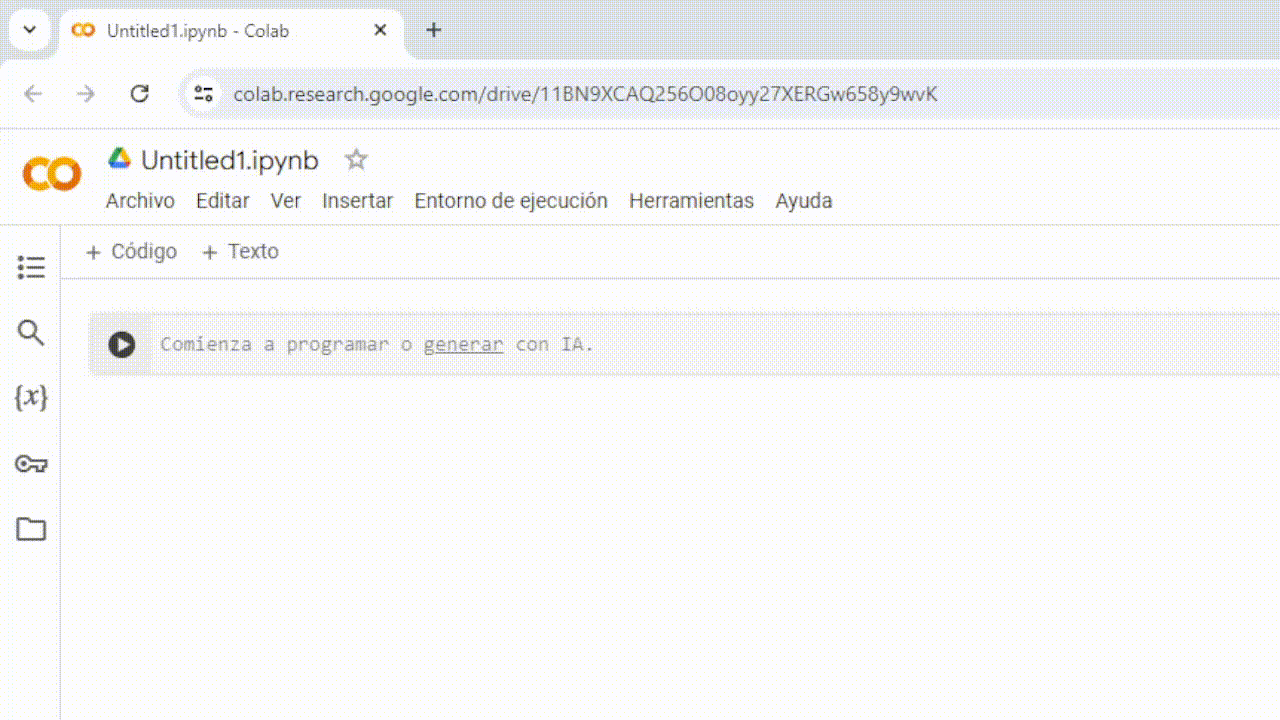 Untitled1.ipynb - Colab
colab.research.google.com/drive/11BN9XCAQ256O08oyy27XERGw658y9wvK
Untitled1.ipynb
Archivo Editar Ver Insertar Entorno de ejecución Herramientas Ayuda
+ Código + Texto
{x}
Comienza a programar o generar con IA.